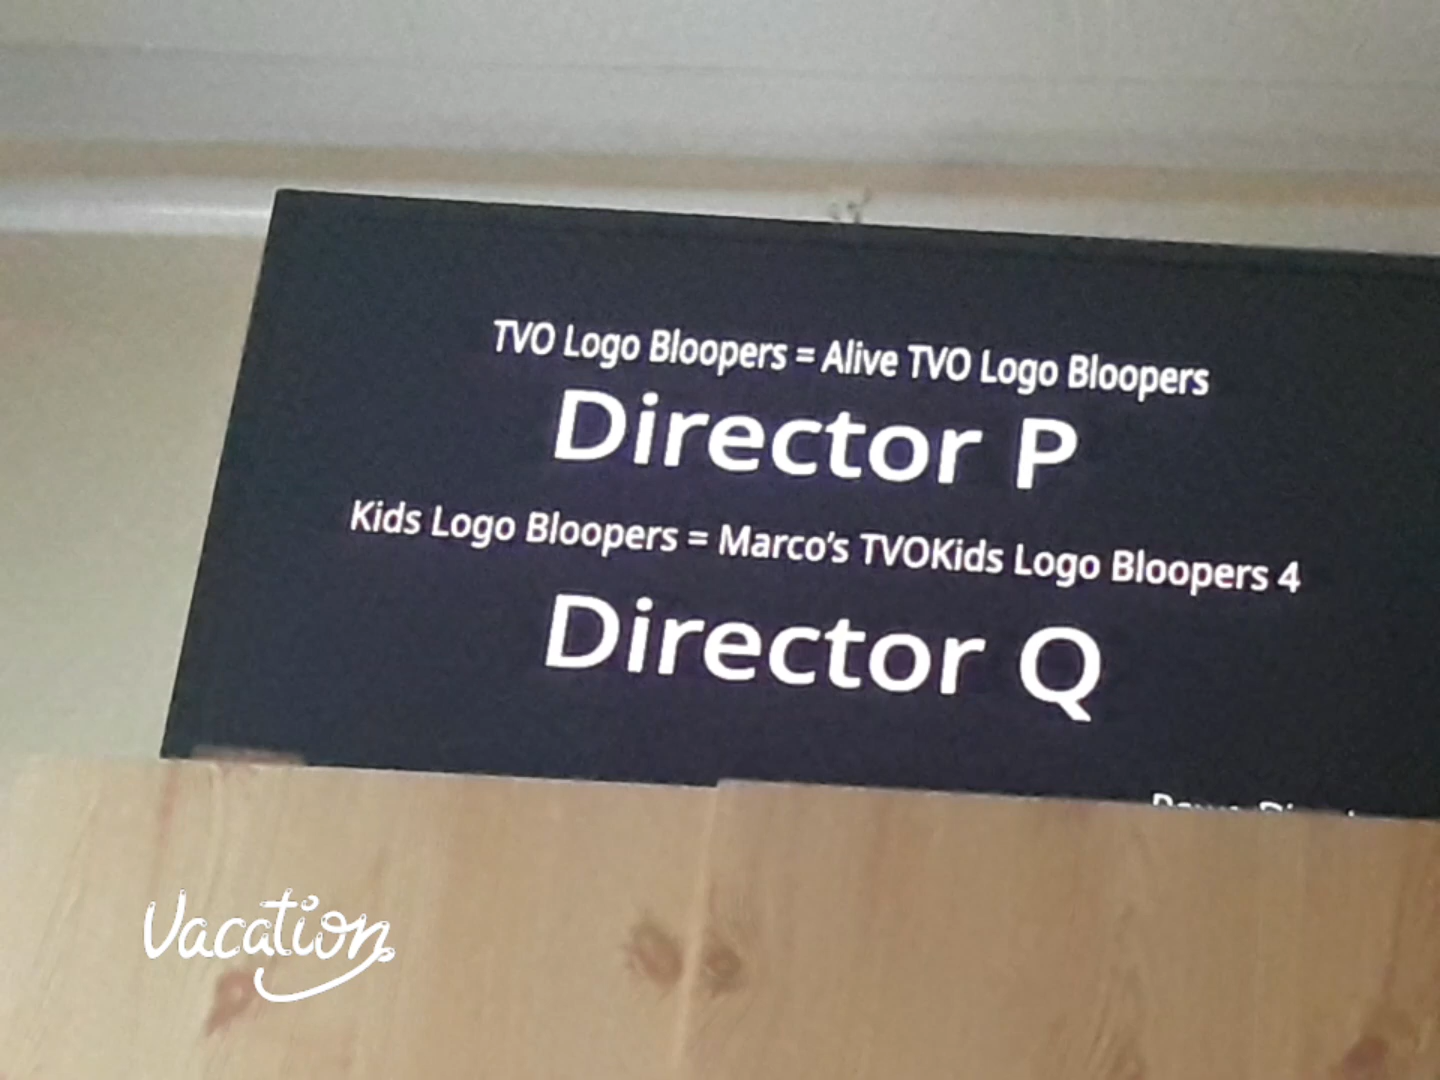 TVO Logo Bloopers = Alive TVO Logo Bloopers
Director P
Kids Logo Bloopers = Marco’s TVOKids Logo Bloopers 4
Director Q
Vacation